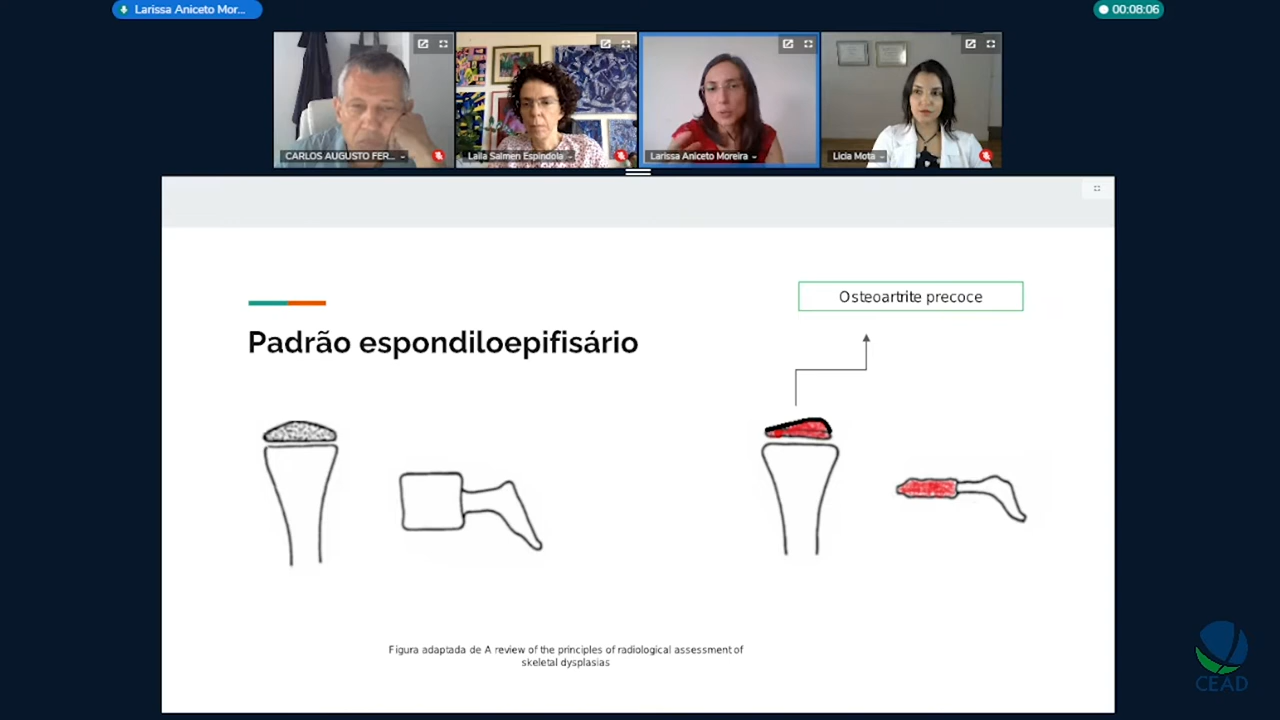 Larissa Aniceto Mor...
00:08:06
CARLOS AUGUSTO FER...
Laila Salmen Espindola
Larissa Aniceto Moreira
Licia Mota
Osteoartrite precoce
Padrão espondiloepifisário
Figura adaptada de A review of the principles of radiological assessment of
skeletal dysplasias
CEAD